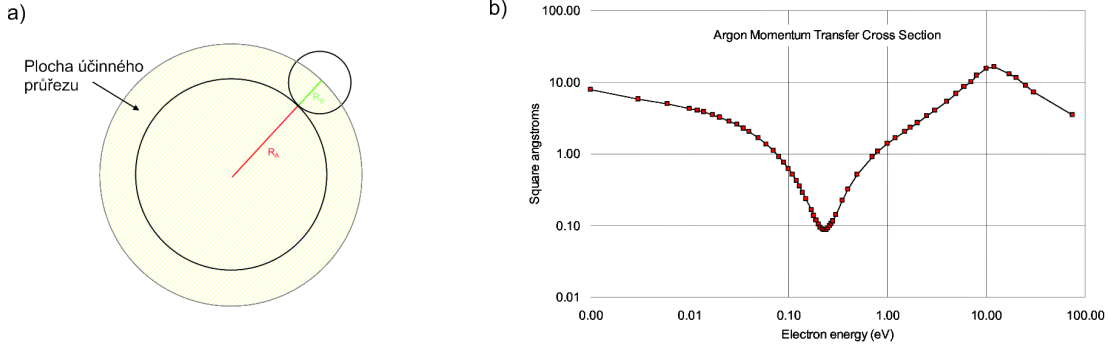 a)
Plocha účinného
průřezu
R_B
R_A
b)
Argon Momentum Transfer Cross Section
Square angstroms
100.00
10.00
1.00
0.10
0.01
0.00 0.01 0.10 1.00 10.00 100.00
Electron energy (eV)